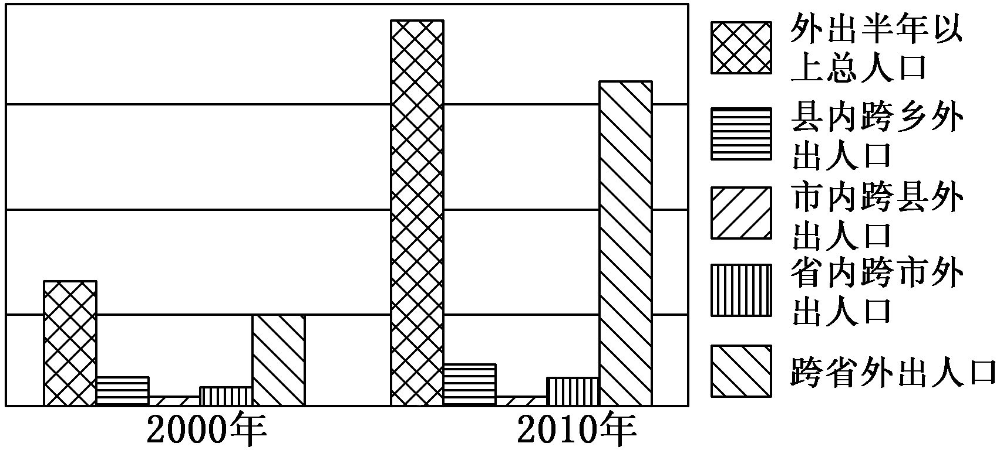 外出半年以
上总人口
县内跨乡外
出人口
市内跨县外
出人口
省内跨市外
出人口
跨省外出人口
2000年
2010年